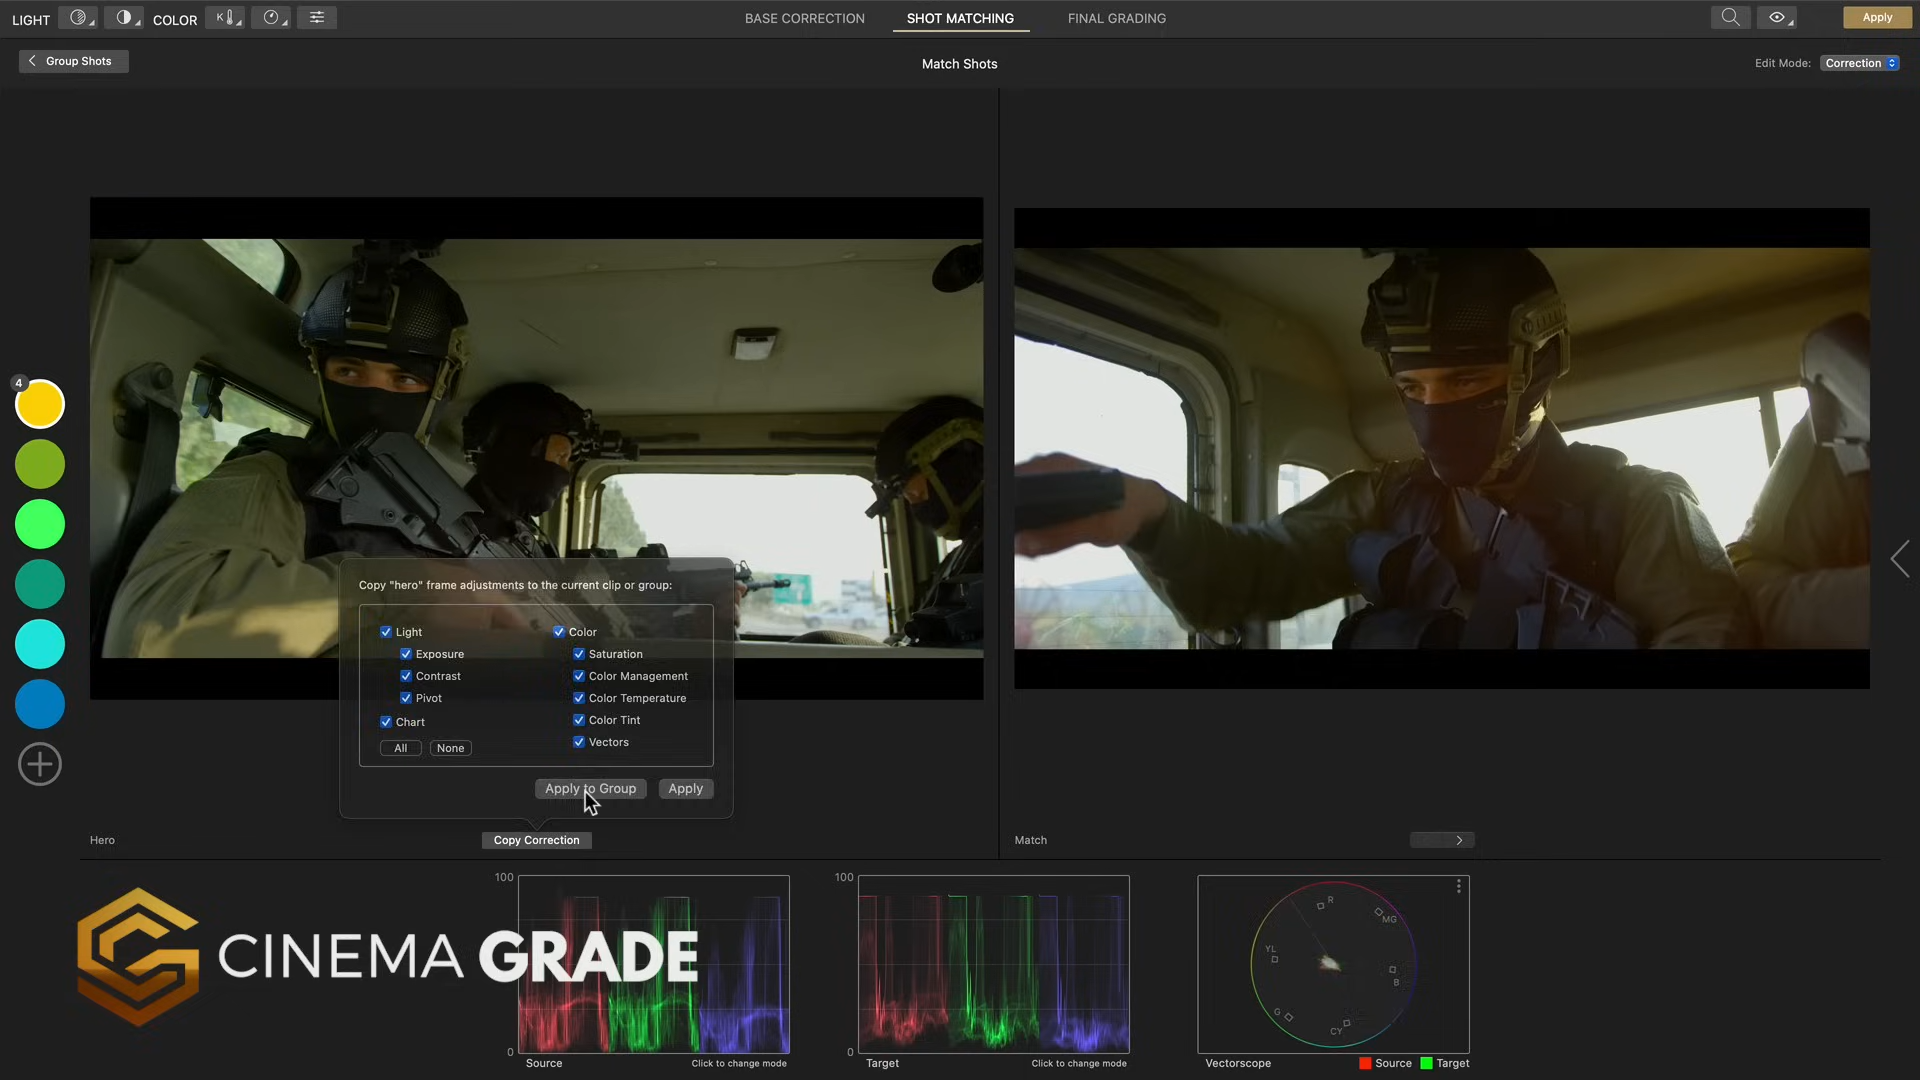 LIGHT
COLOR
K
BASE CORRECTION
SHOT MATCHING
FINAL GRADING
Apply
Group Shots
Match Shots
Edit Mode:
Correction
4
Copy "hero" frame adjustments to the current clip or group:
Light
Color
Exposure
Saturation
Contrast
Color Management
Pivot
Color Temperature
Chart
Color Tint
All
None
Vectors
Apply to Group
Apply
Hero
Copy Correction
Match
100
100
R
MG
YL
B
G
CY
CINEMA GRADE
0
0
Source
Click to change mode
Target
Click to change mode
Vectorscope
Source
Target